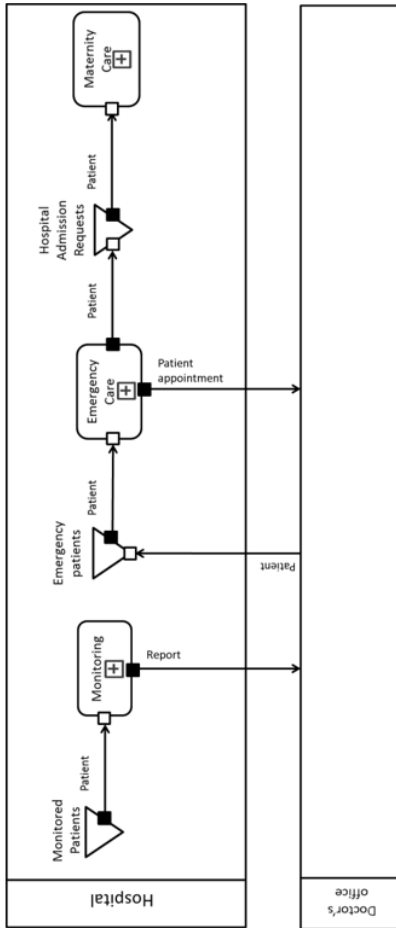 Hospital
Monitored
Patients
Patient
Monitoring
Report
Emergency
patients
Patient
Patient
Emergency
Care
Patient
appointment
Patient
Hospital
Admission
Requests
Patient
Maternity
Care
Doctor's
office